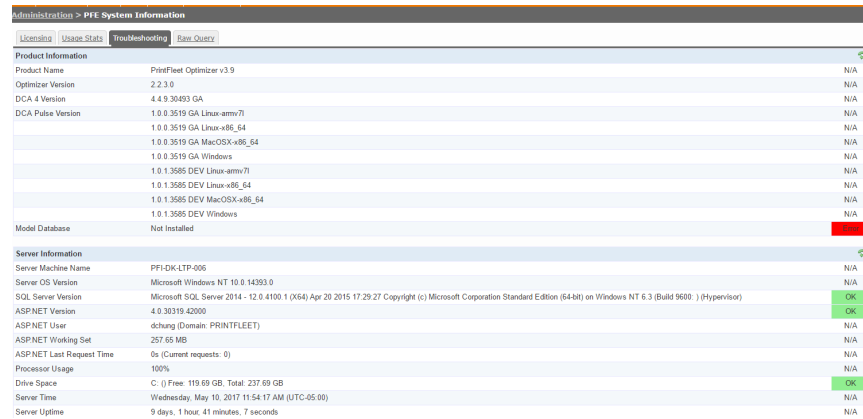 Administration > PFE System Information
Licensing Usage Stats Troubleshooting Raw Query
Product Information
Product Name PrintFleet Optimizer v3.9 N/A
Optimizer Version 2.2.3.0 N/A
DCA 4 Version 4.4.9.30493 GA N/A
DCA Pulse Version 1.0.0.3519 GA Linux-armv7l N/A
1.0.0.3519 GA Linux-x86_64 N/A
1.0.0.3519 GA MacOSX-x86_64 N/A
1.0.0.3519 GA Windows N/A
1.0.1.3585 DEV Linux-armv7l N/A
1.0.1.3585 DEV Linux-x86_64 N/A
1.0.1.3585 DEV MacOSX-x86_64 N/A
1.0.1.3585 DEV Windows N/A
Model Database Not Installed
Server Information
Server Machine Name PFI-DK-LTP-006 N/A
Server OS Version Microsoft Windows NT 10.0.14393.0 N/A
SQL Server Version Microsoft SQL Server 2014 - 12.0.4100.1 (X64) Apr 20 2015 17:29:27 Copyright (c) Microsoft Corporation Standard Edition (64-bit) on Windows NT 6.3 (Build 9600: ) (Hypervisor) OK
ASP.NET Version 4.0.30319.42000 OK
ASP.NET User dchung (Domain: PRINTFLEET) N/A
ASP.NET Working Set 257.65 MB N/A
ASP.NET Last Request Time 0s (Current requests: 0) N/A
Processor Usage 100% N/A
Drive Space C: () Free: 119.69 GB, Total: 237.69 GB OK
Server Time Wednesday, May 10, 2017 11:54:17 AM (UTC-05:00) N/A
Server Uptime 9 days, 1 hour, 41 minutes, 7 seconds N/A